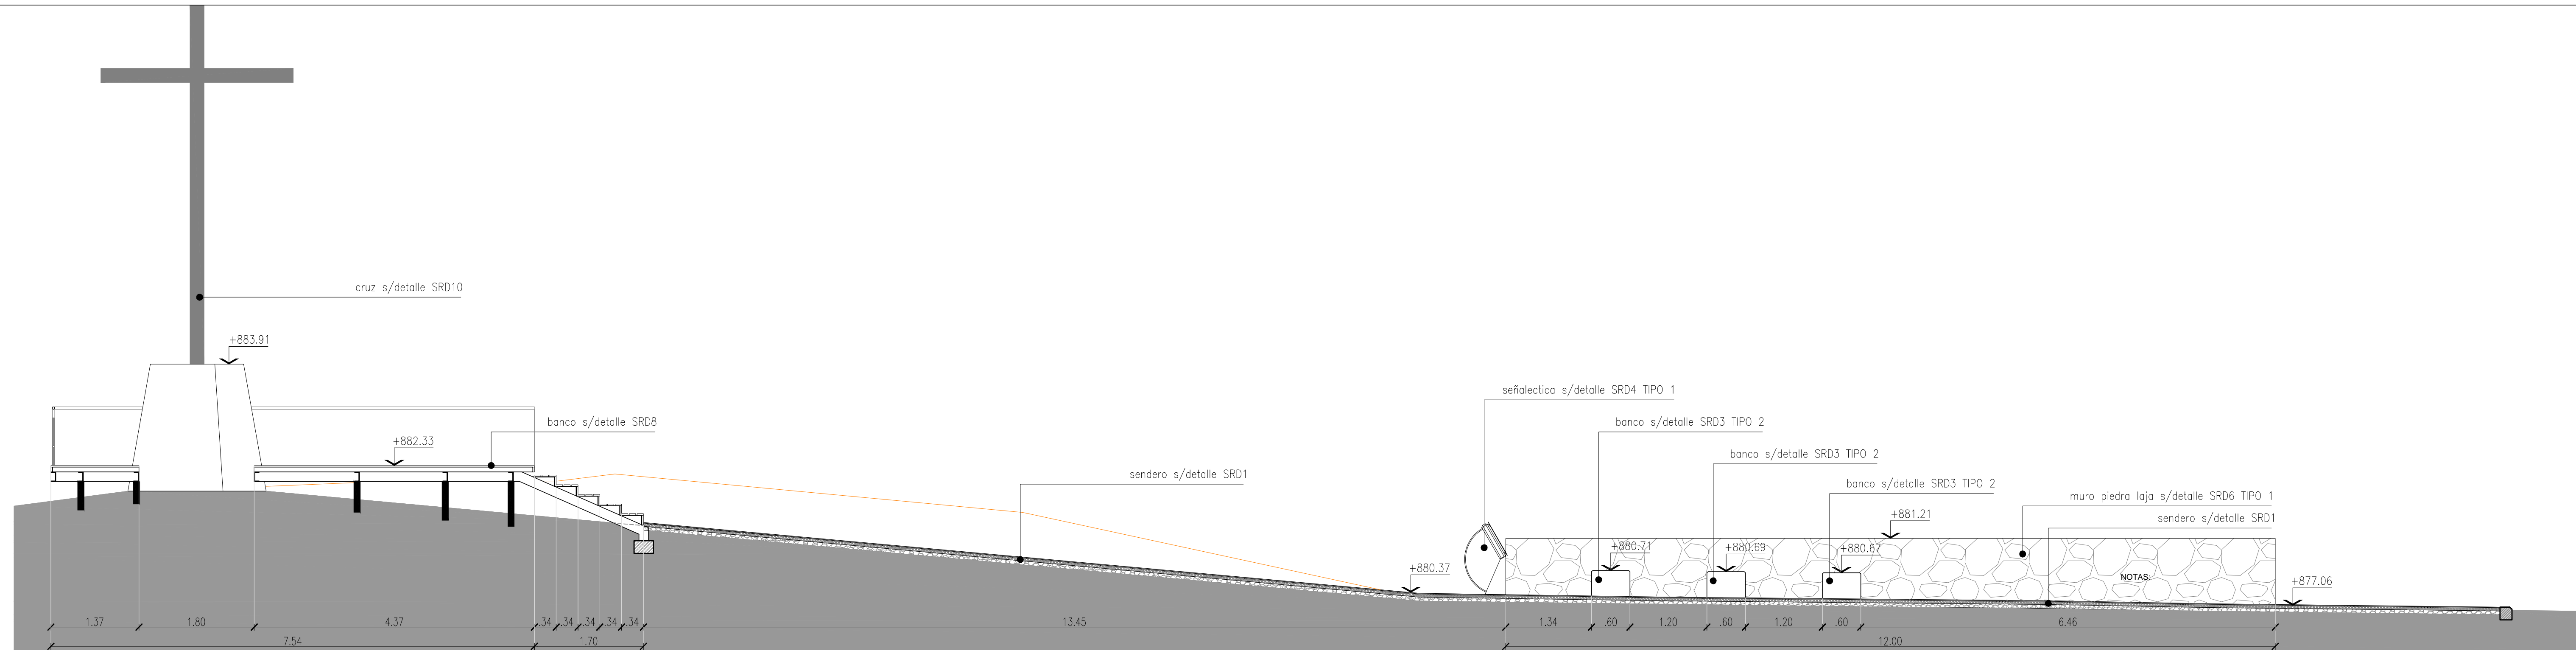 cruz s/detalle SRD10
+883.91
banco s/detalle SRD8
+882.33
sendero s/detalle SRD1
señalectica s/detalle SRD4 TIPO 1
banco s/detalle SRD3 TIPO 2
banco s/detalle SRD3 TIPO 2
banco s/detalle SRD3 TIPO 2
muro piedra laja s/detalle SRD6 TIPO 1
+881.21
sendero s/detalle SRD1
+880.71
+880.69
+880.67
+880.37
NOTAS:
+877.06
1.37
1.80
4.37
.34
.34
.34
.34
.34
13.45
1.34
.60
1.20
.60
1.20
.60
6.46
7.54
1.70
12.00